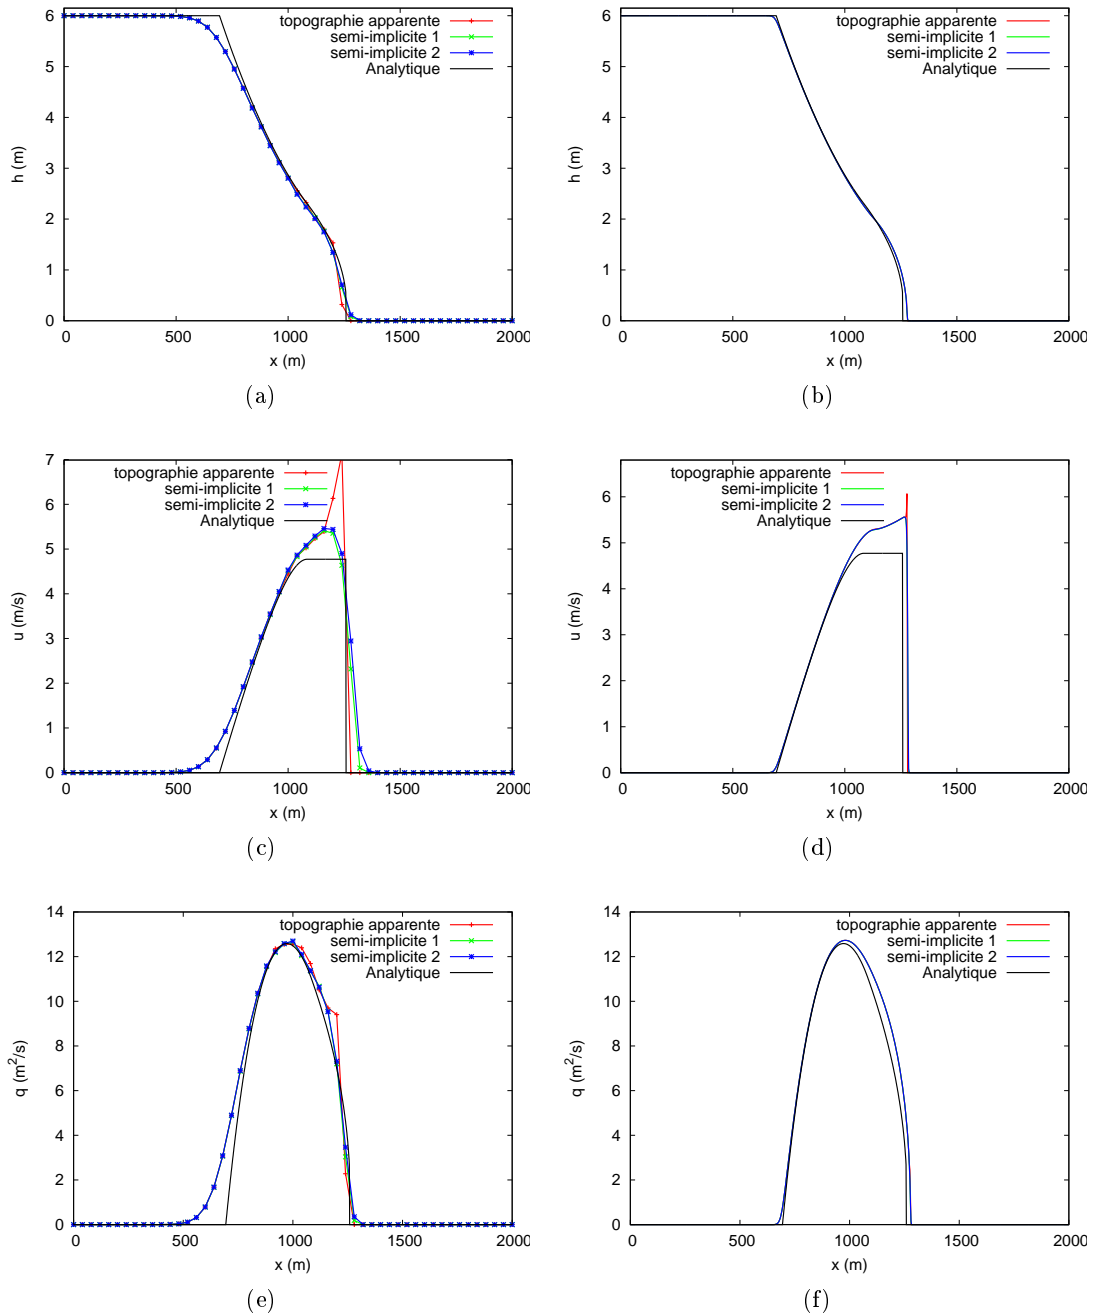 6
5
4
3
2
1
0
h (m)
0
500
1000
1500
2000
x (m)
topographie apparente
semi-implicite 1
semi-implicite 2
Analytique
(a)
6
5
4
3
2
1
0
h (m)
0
500
1000
1500
2000
x (m)
topographie apparente
semi-implicite 1
semi-implicite 2
Analytique
(b)
7
6
5
4
3
2
1
0
u (m/s)
0
500
1000
1500
2000
x (m)
topographie apparente
semi-implicite 1
semi-implicite 2
Analytique
(c)
6
5
4
3
2
1
0
u (m/s)
0
500
1000
1500
2000
x (m)
topographie apparente
semi-implicite 1
semi-implicite 2
Analytique
(d)
14
12
10
8
6
4
2
0
q (m²/s)
0
500
1000
1500
2000
x (m)
topographie apparente
semi-implicite 1
semi-implicite 2
Analytique
(e)
14
12
10
8
6
4
2
0
q (m²/s)
0
500
1000
1500
2000
x (m)
topographie apparente
semi-implicite 1
semi-implicite 2
Analytique
(f)